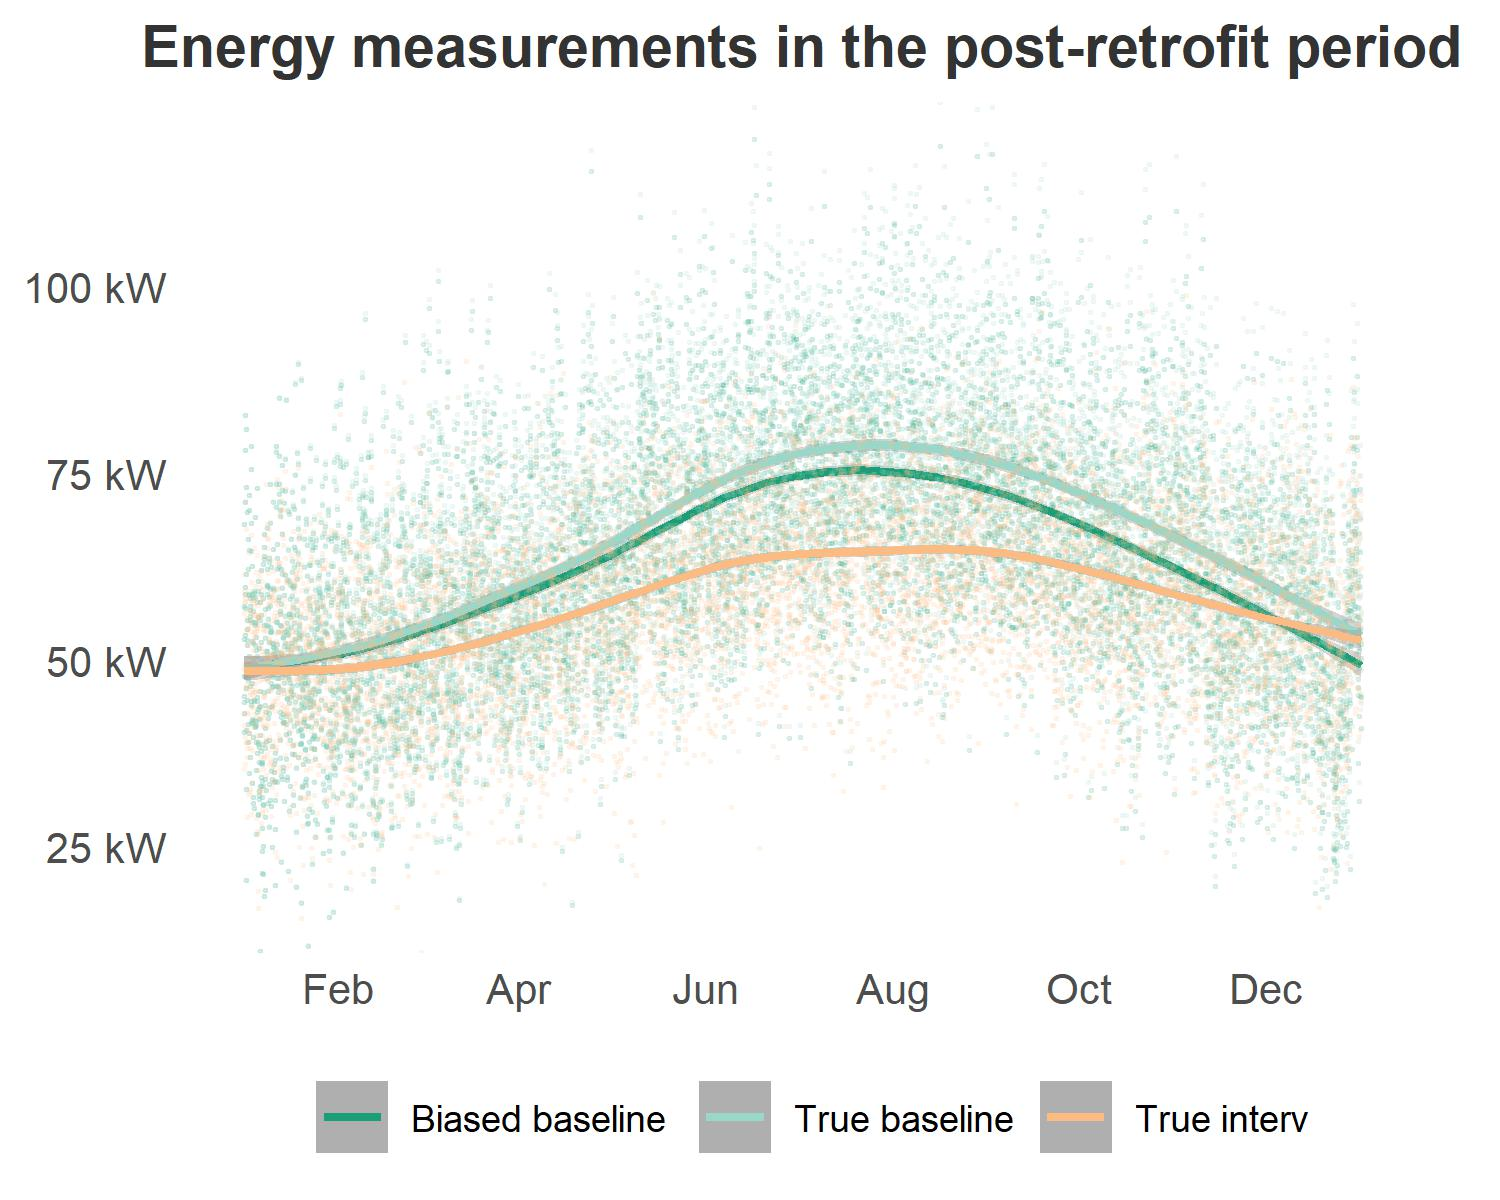 Energy measurements in the post-retrofit period
100 kW
75 kW
50 kW
25 kW
Feb Apr Jun Aug Oct Dec
Biased baseline True baseline True interv